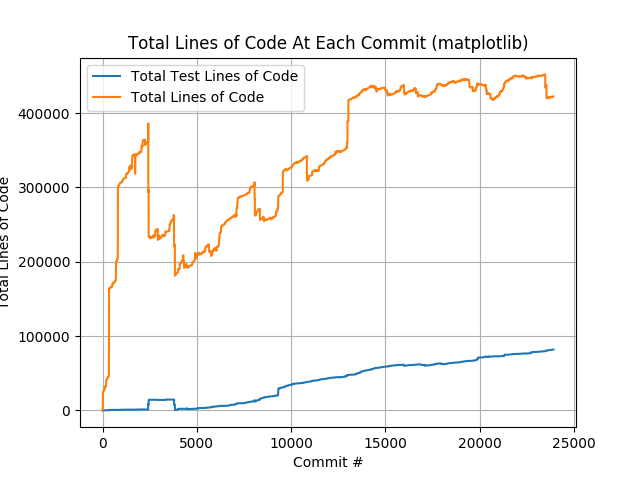 Total Lines of Code At Each Commit (matplotlib)
Total Test Lines of Code
Total Lines of Code
400000
300000
200000
100000
0
Total Lines of Code
0 5000 10000 15000 20000 25000
Commit #